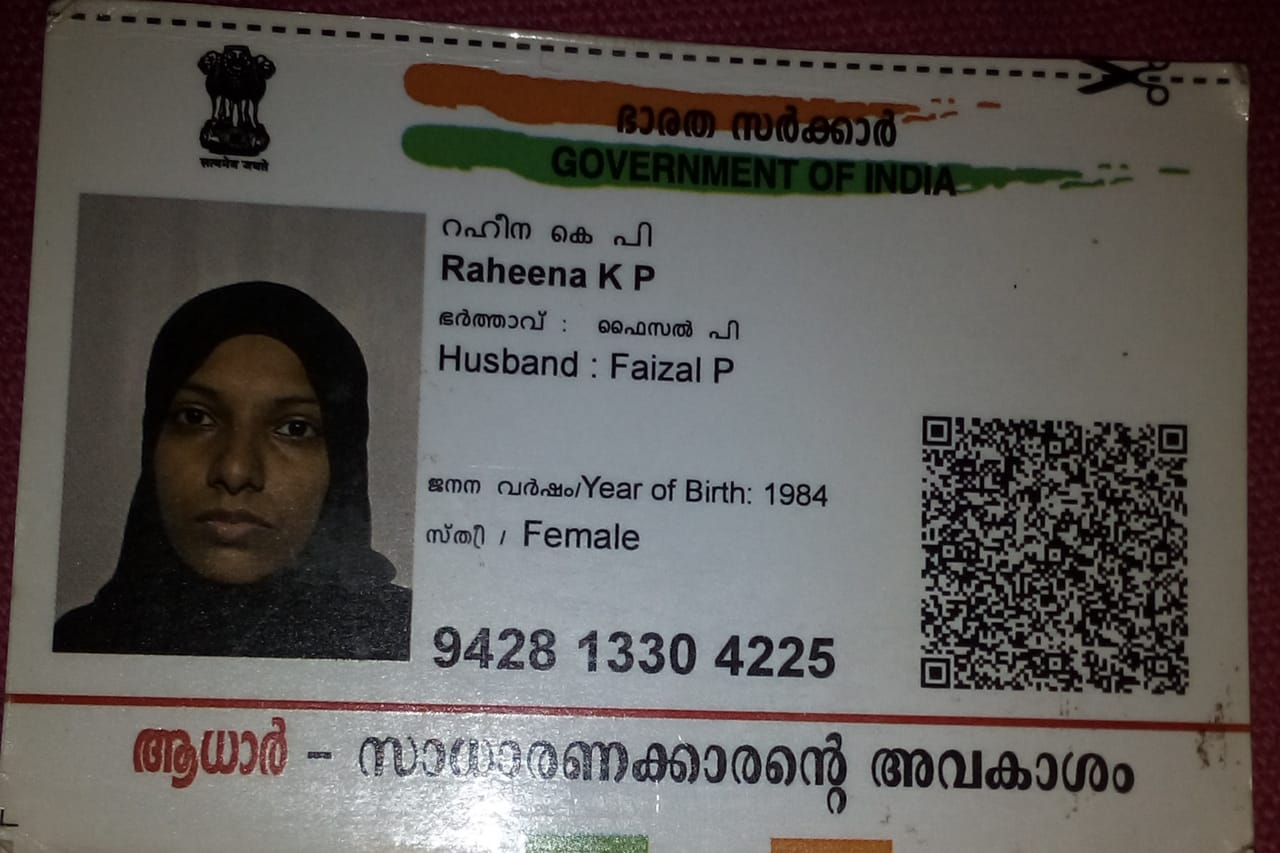 सत्यमेव जयते
ഭാരത സർക്കാർ
GOVERNMENT OF INDIA
റഹീന കെ പി
Raheena K P
ഭർത്താവ് : ഫൈസൽ പി
Husband : Faizal P
ജനന വർഷം/Year of Birth: 1984
സ്ത്രീ / Female
9428 1330 4225
ആധാർ - സാധാരണക്കാരന്റെ അവകാശം